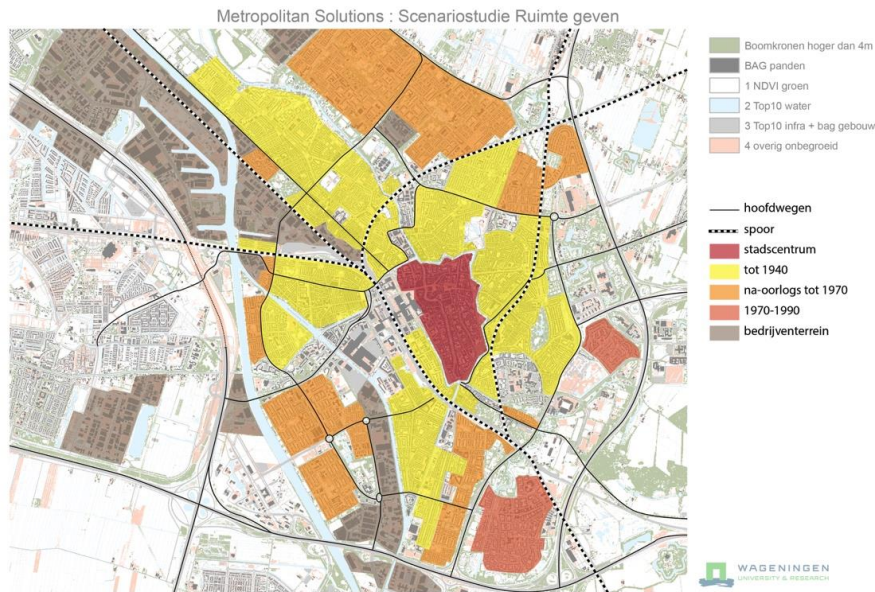 Metropolitan Solutions : Scenariostudie Ruimte geven
Boomkronen hoger dan 4m
BAG panden
1 NDVI groen
2 Top10 water
3 Top10 infra + bag gebouw
4 overig onbegroeid
hoofdwegen
spoor
stadscentrum
tot 1940
na-oorlogs tot 1970
1970-1990
bedrijventerrein
WAGENINGEN
UNIVERSITY & RESEARCH